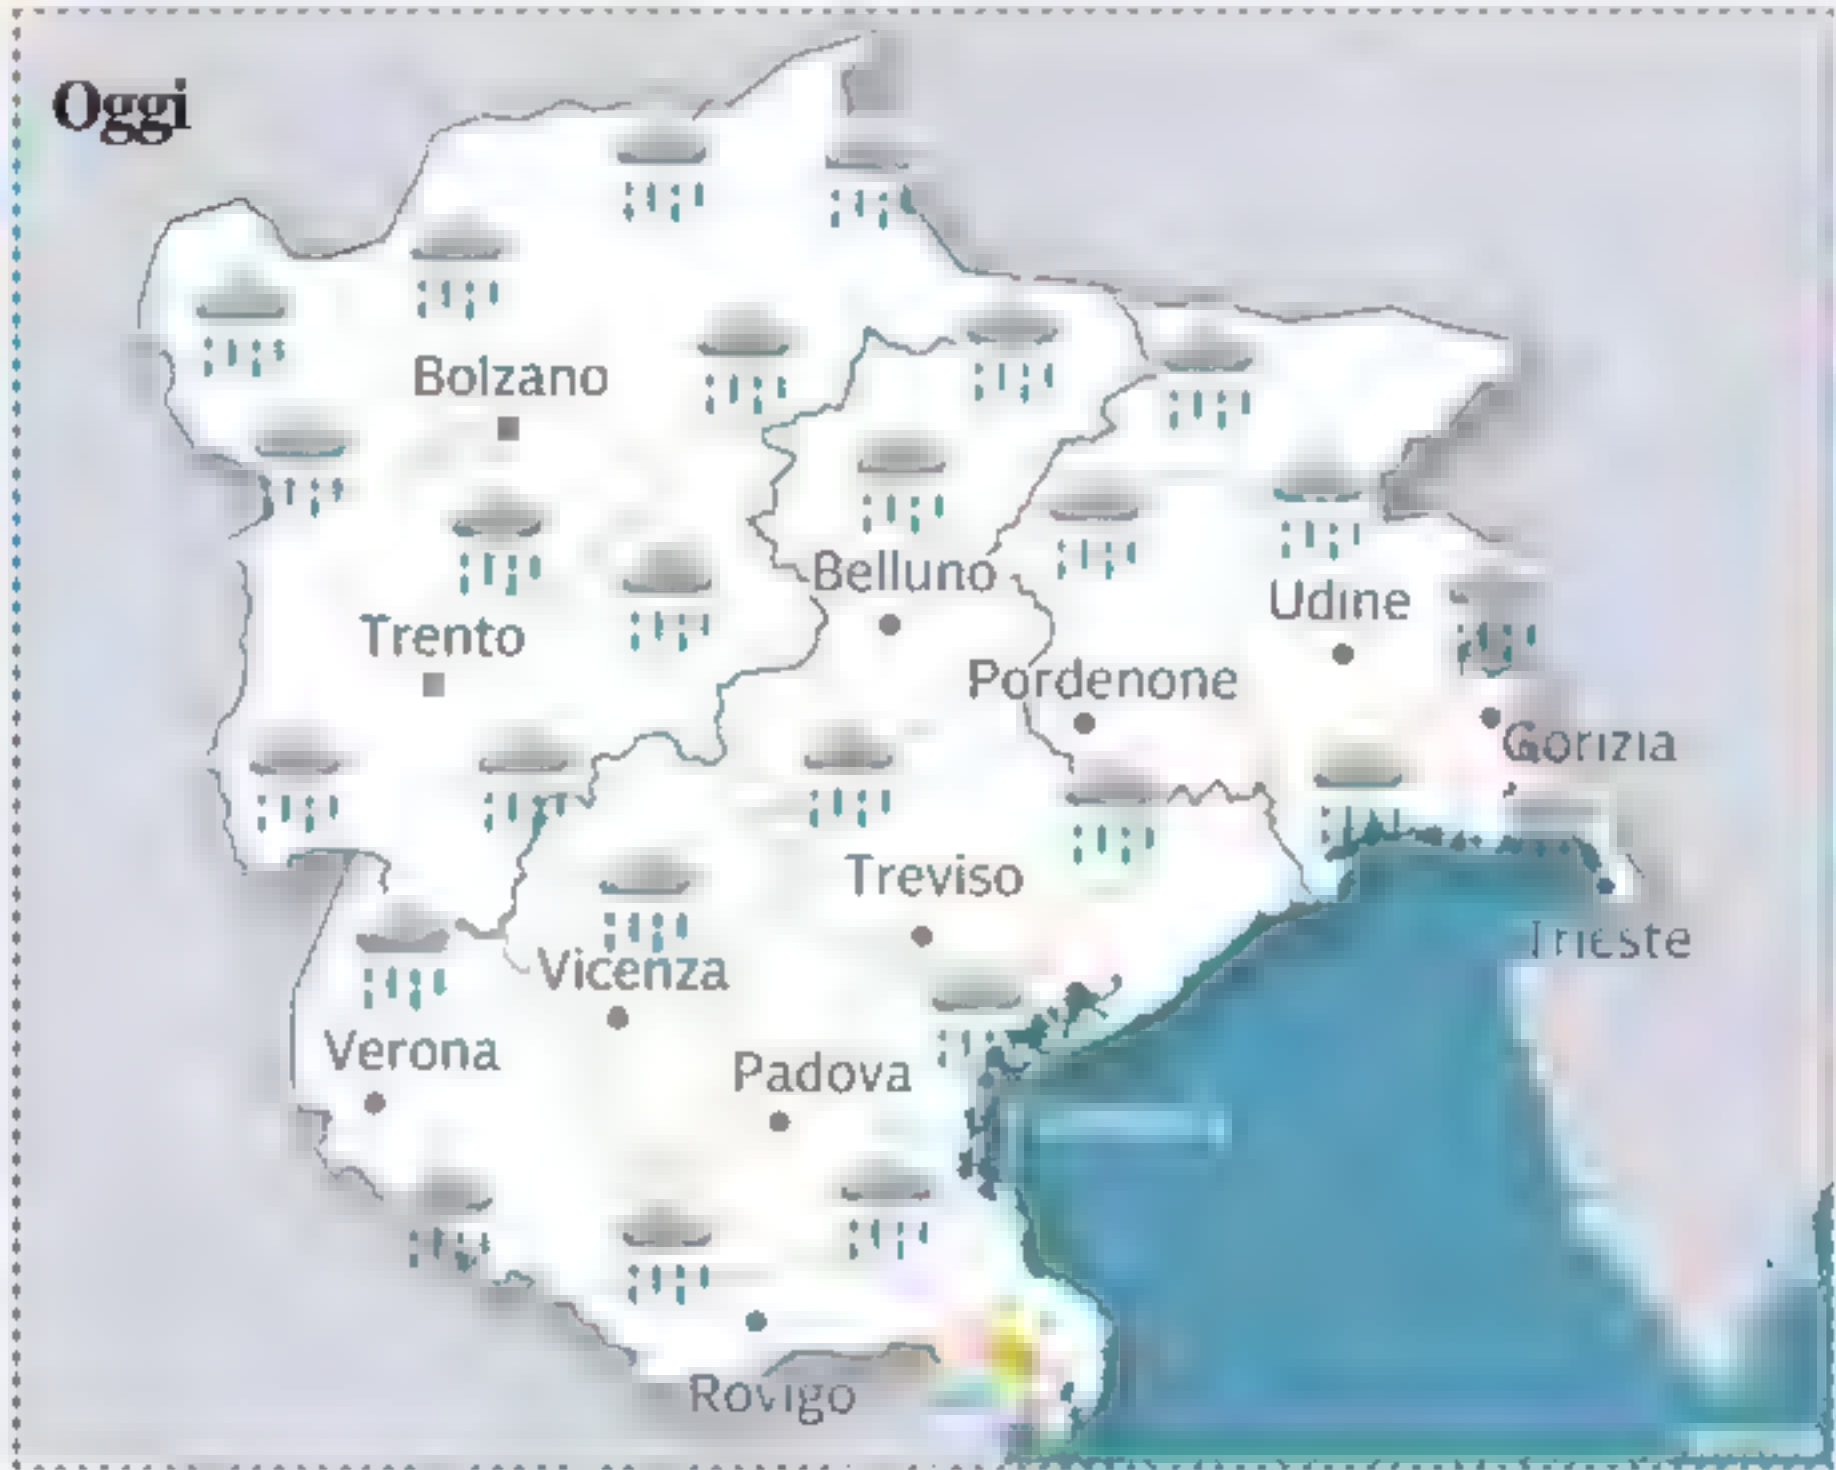 Oggi
Bolzano
Belluno
Udine
Trento
Pordenone
Gorizia
Treviso
Trieste
Vicenza
Verona
Padova
Rovigo